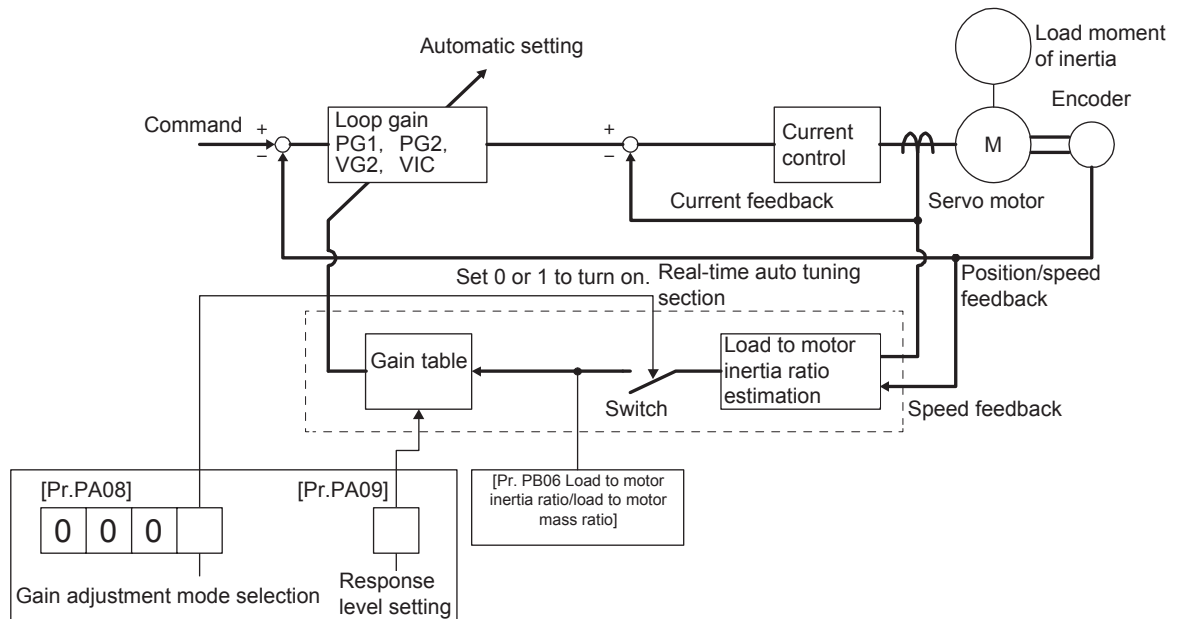 Load moment
of inertia
Automatic setting
Encoder
Command
+
−
Loop gain
PG1, PG2,
VG2, VIC
+
−
Current
control
M
Current feedback
Servo motor
Set 0 or 1 to turn on.
Real-time auto tuning
section
Position/speed
feedback
Gain table
Load to motor
inertia ratio
estimation
Switch
Speed feedback
[Pr.PA08]
[Pr.PA09]
[Pr. PB06 Load to motor
inertia ratio/load to motor
mass ratio]
0 0 0
Gain adjustment mode selection
Response
level setting